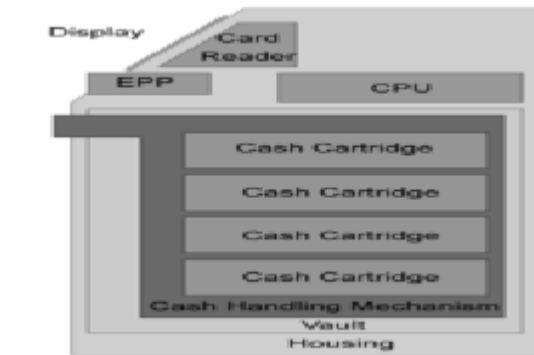 Display
Card
Reader
EPP
CPU
Cash Cartridge
Cash Cartridge
Cash Cartridge
Cash Cartridge
Cash Handling Mechanism
Vault
Housing